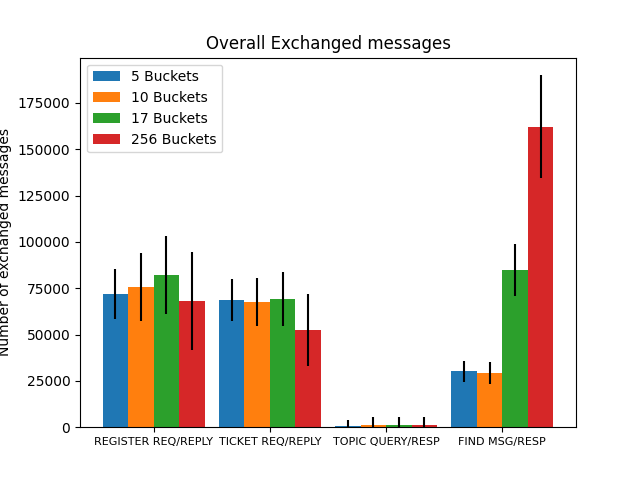 Overall Exchanged messages
5 Buckets
10 Buckets
17 Buckets
256 Buckets
Number of exchanged messages
175000
150000
125000
100000
75000
50000
25000
0
REGISTER REQ/REPLY TICKET REQ/REPLY TOPIC QUERY/RESP FIND MSG/RESP